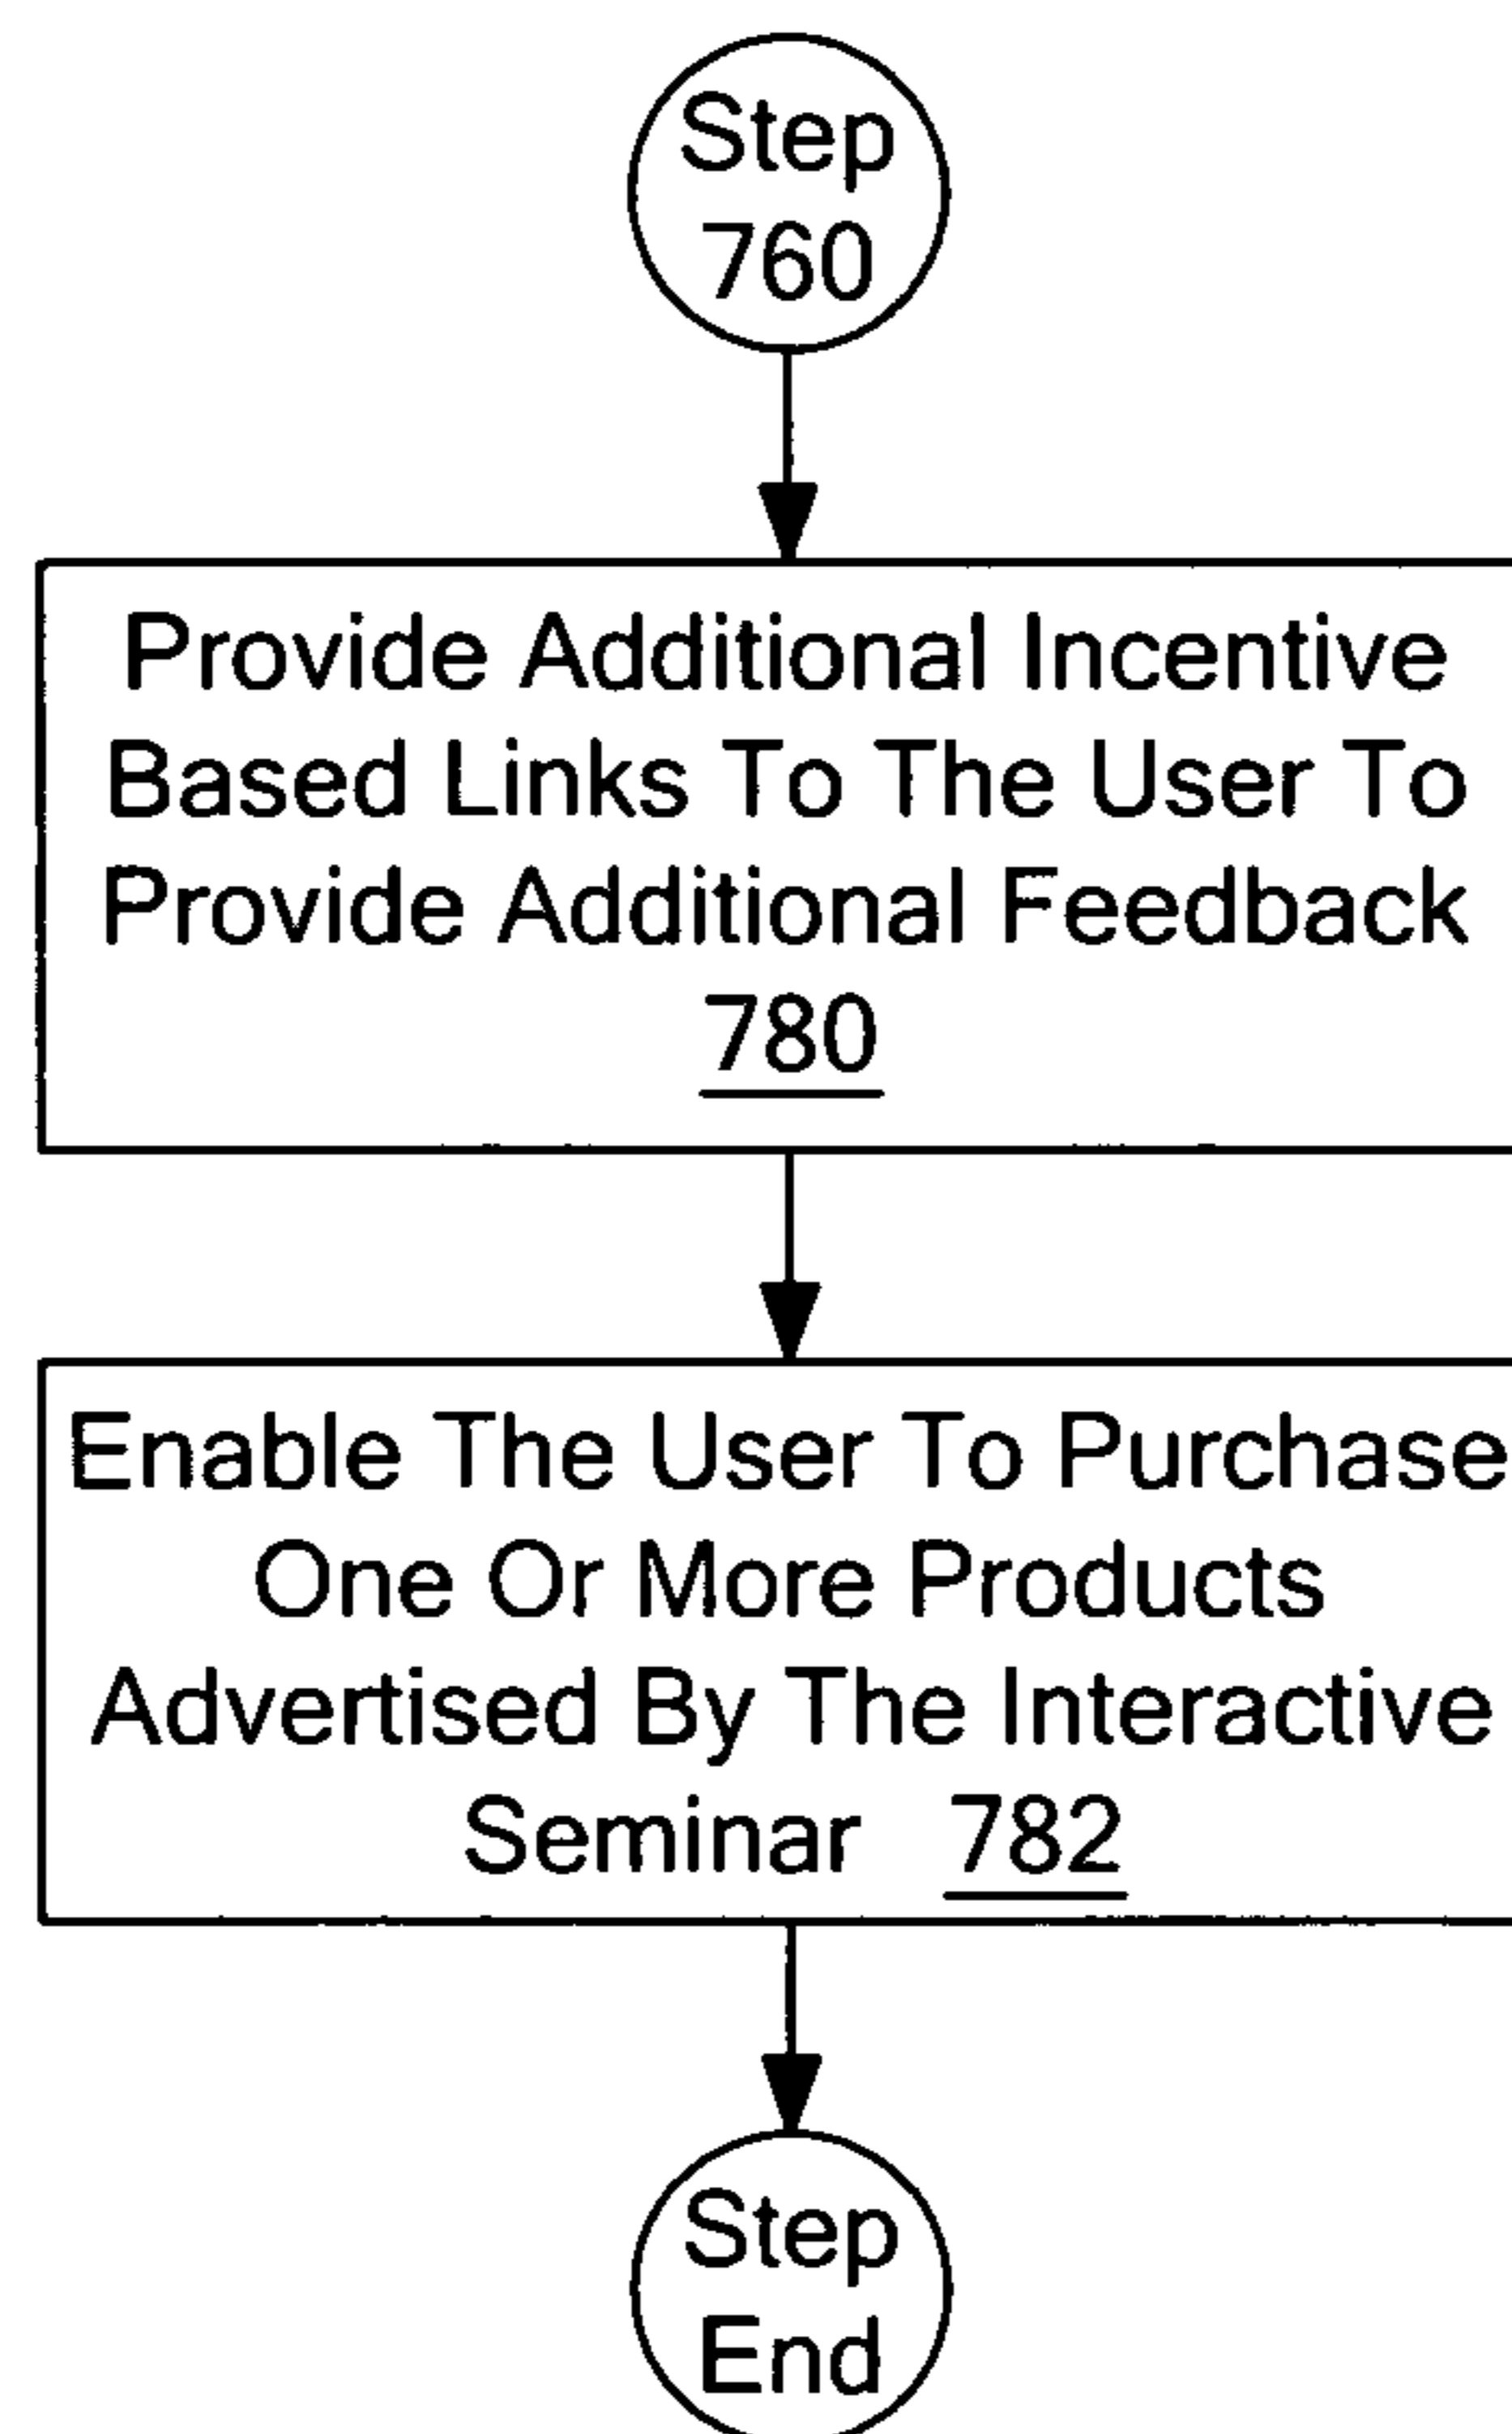 Step
760
Provide Additional Incentive
Based Links To The User To
Provide Additional Feedback
780
Enable The User To Purchase
One Or More Products
Advertised By The Interactive
Seminar 782
Step
End